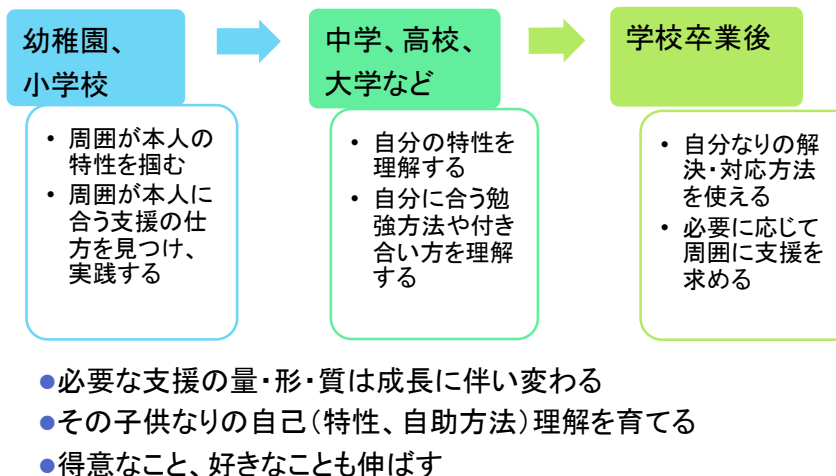 幼稚園、
小学校
• 周囲が本人の
特性を掴む
• 周囲が本人に
合う支援の仕
方を見つけ、
実践する
中学、高校、
大学など
• 自分の特性を
理解する
• 自分に合う勉
強方法や付き
合い方を理解
する
学校卒業後
• 自分なりの解
決・対応方法
を使える
• 必要に応じて
周囲に支援を
求める
●必要な支援の量・形・質は成長に伴い変わる
●その子供なりの自己(特性、自助方法)理解を育てる
●得意なこと、好きなことも伸ばす